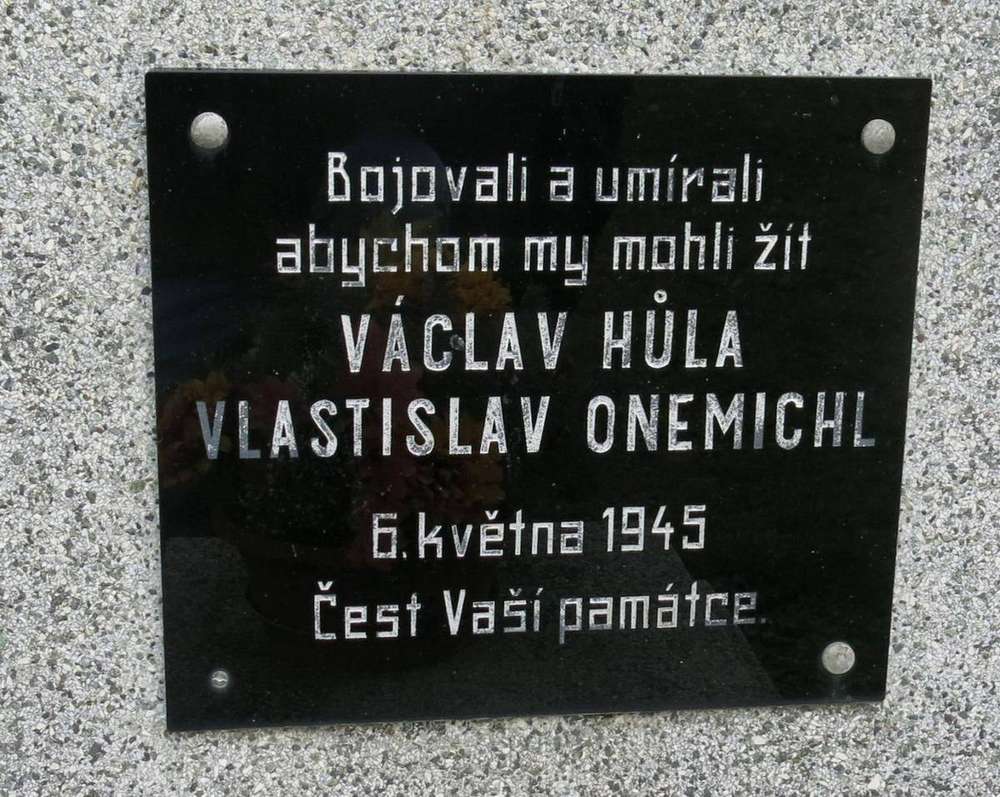 Bojovali a umírali
abychom my mohli žít
VÁCLAV HŮLA
VLASTISLAV ONEMICHL
6. května 1945
Čest Vaší památce.